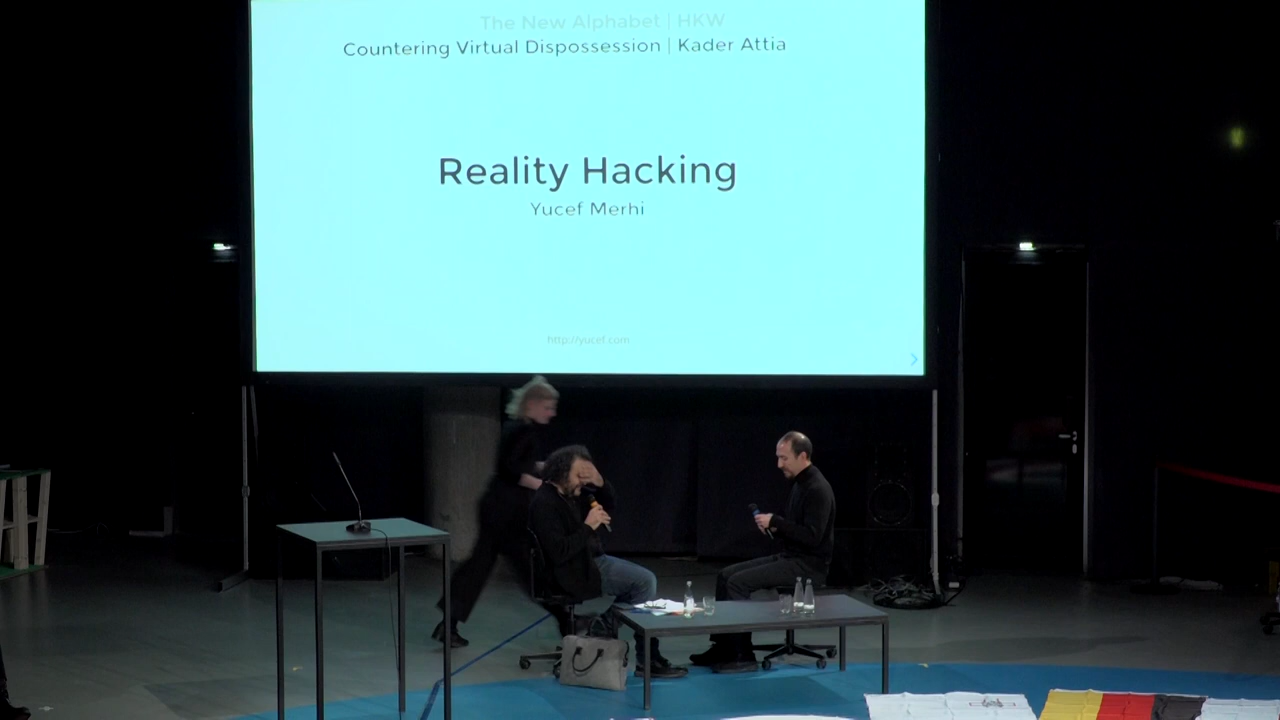 The New Alphabet | HKW
Countering Virtual Dispossession | Kader Attia
Reality Hacking
Yucef Merhi
http://yucef.com